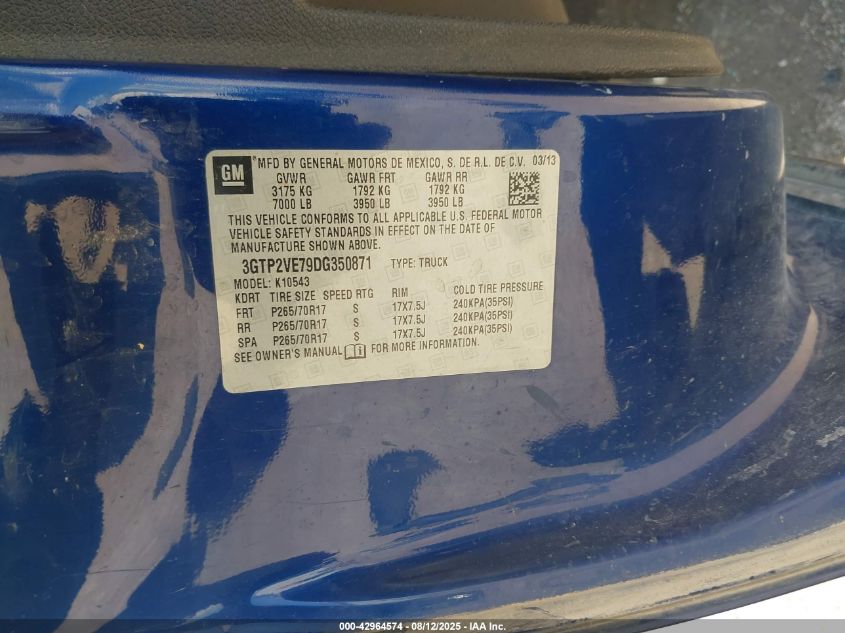 GM ® MFD BY GENERAL MOTORS DE MEXICO, S. DE R.L. DE C.V. 03/13
GVWR GAWR FRT GAWR RR
3175 KG 1792 KG 1792 KG
7000 LB 3950 LB 3950 LB
THIS VEHICLE CONFORMS TO ALL APPLICABLE U.S. FEDERAL MOTOR
VEHICLE SAFETY STANDARDS IN EFFECT ON THE DATE OF
MANUFACTURE SHOWN ABOVE.
3GTP2VE79DG350871 TYPE: TRUCK
MODEL: K10543
KDRT TIRE SIZE SPEED RTG RIM COLD TIRE PRESSURE
FRT P265/70R17 S 17X7.5J 240KPA(35PSI)
RR P265/70R17 S 17X7.5J 240KPA(35PSI)
SPA P265/70R17 S 17X7.5J 240KPA(35PSI)
SEE OWNER'S MANUAL FOR MORE INFORMATION.
000-42964574 - 08/12/2025 - IAA Inc.